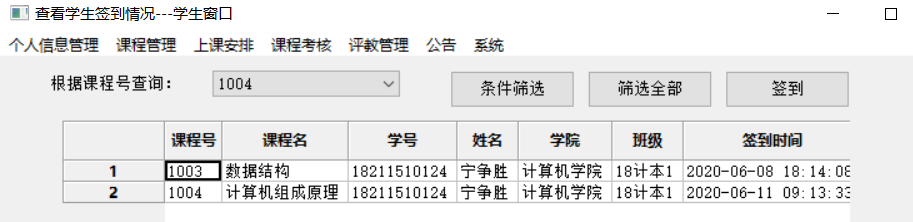 查看学生签到情况---学生窗口
个人信息管理 课程管理 上课安排 课程考核 评教管理 公告 系统
根据课程号查询： 1004 条件筛选 筛选全部 签到
课程号 课程名 学号 姓名 学院 班级 签到时间
1 1003 数据结构 18211510124 宁争胜 计算机学院 18计本1 2020-06-08 18:14:08
2 1004 计算机组成原理 18211510124 宁争胜 计算机学院 18计本1 2020-06-11 09:13:33